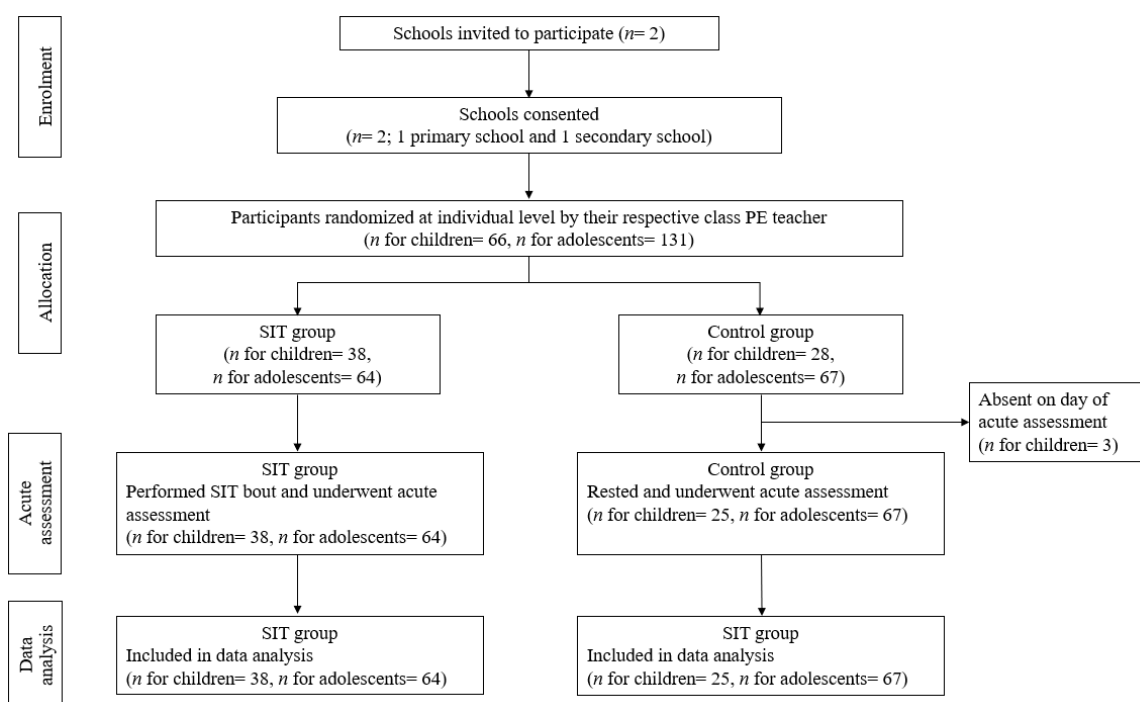 Enrolment
Schools invited to participate (n= 2)
Schools consented
(n= 2; 1 primary school and 1 secondary school)
Allocation
Participants randomized at individual level by their respective class PE teacher
(n for children= 66, n for adolescents= 131)
SIT group
(n for children= 38,
n for adolescents= 64)
Control group
(n for children= 28,
n for adolescents= 67)
Absent on day of
acute assessment
(n for children= 3)
Acute
assessment
SIT group
Performed SIT bout and underwent acute
assessment
(n for children= 38, n for adolescents= 64)
Control group
Rested and underwent acute assessment
(n for children= 25, n for adolescents= 67)
Data
analysis
SIT group
Included in data analysis
(n for children= 38, n for adolescents= 64)
SIT group
Included in data analysis
(n for children= 25, n for adolescents= 67)